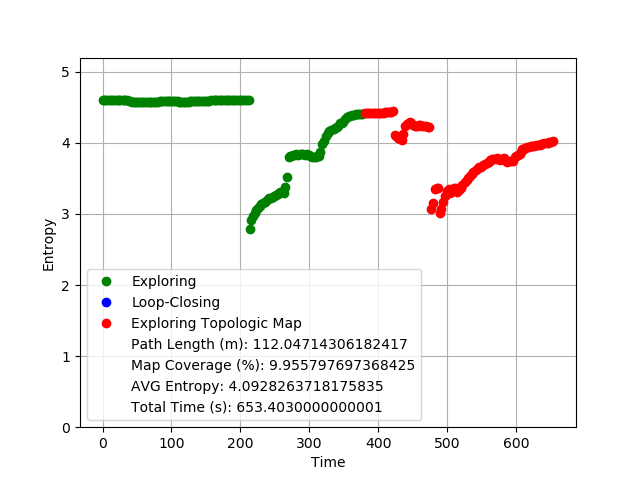 5
4
3
2
1
0
Entropy
Exploring
Loop-Closing
Exploring Topologic Map
Path Length (m): 112.04714306182417
Map Coverage (%): 9.955797697368425
AVG Entropy: 4.0928263718175835
Total Time (s): 653.4030000000001
0 100 200 300 400 500 600
Time